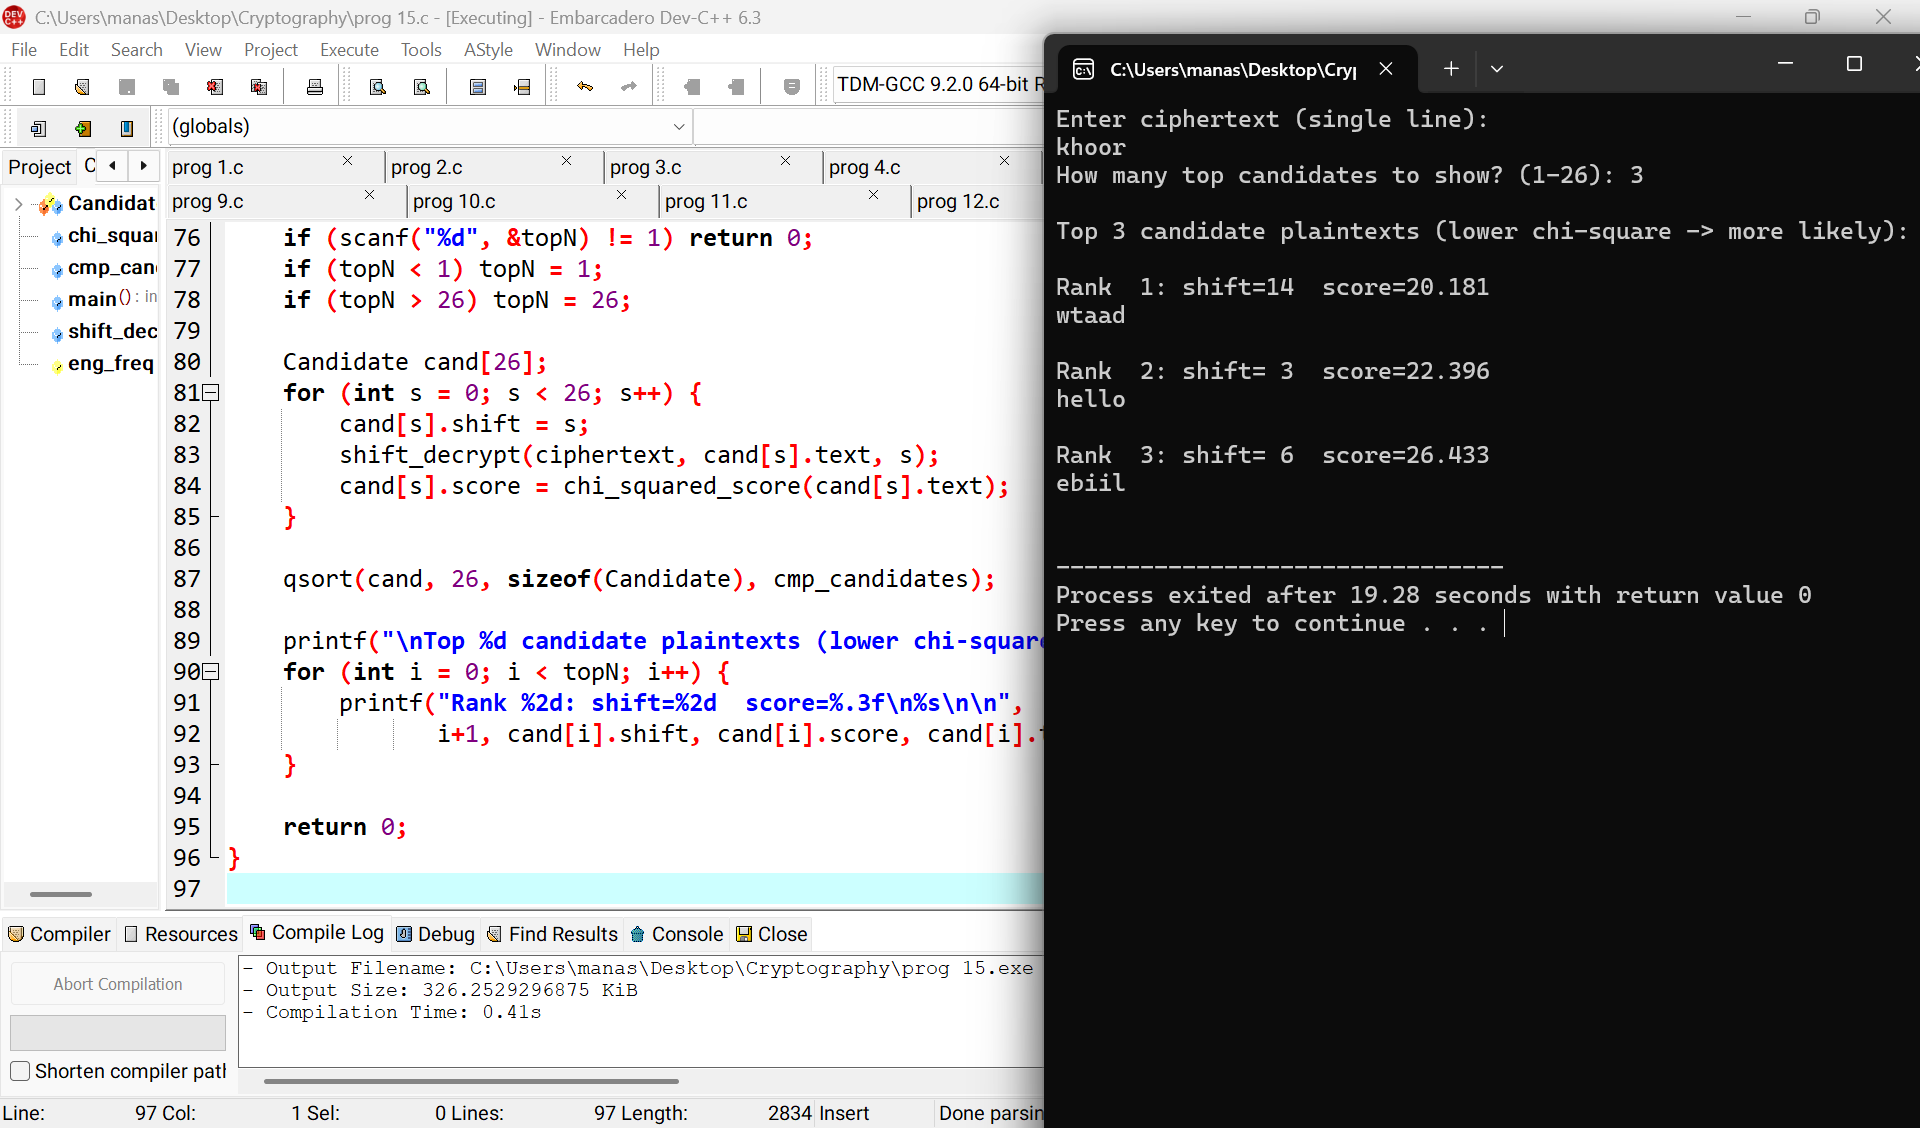 C:\Users\manas\Desktop\Cryptography\prog 15.c - [Executing] - Embarcadero Dev-C++ 6.3
File Edit Search View Project Execute Tools AStyle Window Help
TDM-GCC 9.2.0 64-bit R
(globals)
Project C
prog 1.c prog 2.c prog 3.c prog 4.c
prog 9.c prog 10.c prog 11.c prog 12.c
Candidat
chi_squar
cmp_can
main() : in
shift_dec
eng_freq
76 if (scanf("%d", &topN) != 1) return 0;
77 if (topN < 1) topN = 1;
78 if (topN > 26) topN = 26;
79
80 Candidate cand[26];
81 for (int s = 0; s < 26; s++) {
82 cand[s].shift = s;
83 shift_decrypt(ciphertext, cand[s].text, s);
84 cand[s].score = chi_squared_score(cand[s].text);
85 }
86
87 qsort(cand, 26, sizeof(Candidate), cmp_candidates);
88
89 printf("\nTop %d candidate plaintexts (lower chi-square
90 for (int i = 0; i < topN; i++) {
91 printf("Rank %2d: shift=%2d  score=%.3f\n%s\n\n",
92 i+1, cand[i].shift, cand[i].score, cand[i].t
93 }
94
95 return 0;
96 }
97
Compiler Resources Compile Log Debug Find Results Console Close
Abort Compilation
Shorten compiler path
- Output Filename: C:\Users\manas\Desktop\Cryptography\prog 15.exe
- Output Size: 326.2529296875 KiB
- Compilation Time: 0.41s
Line: 97 Col: 1 Sel: 0 Lines: 97 Length: 2834 Insert Done parsin
C:\Users\manas\Desktop\Cryp
Enter ciphertext (single line):
khoor
How many top candidates to show? (1-26): 3
Top 3 candidate plaintexts (lower chi-square -> more likely):
Rank  1: shift=14  score=20.181
wtaad
Rank  2: shift= 3  score=22.396
hello
Rank  3: shift= 6  score=26.433
ebiil
--------------------------------
Process exited after 19.28 seconds with return value 0
Press any key to continue . . .